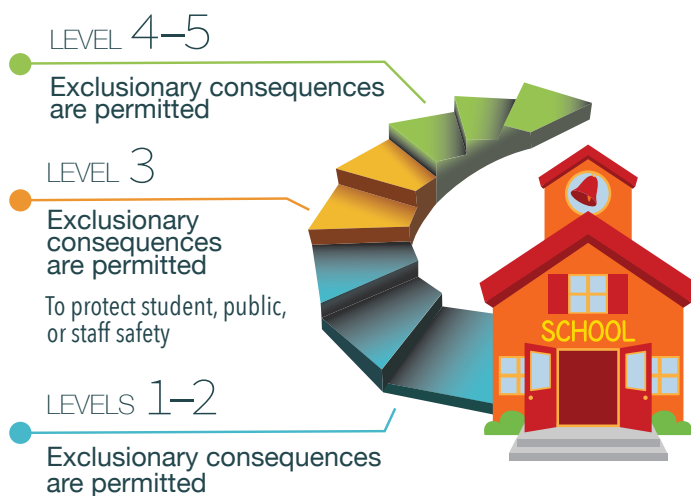 LEVEL 4–5
Exclusionary consequences
are permitted
LEVEL 3
Exclusionary
consequences
are permitted
To protect student, public,
or staff safety
SCHOOL
LEVELS 1–2
Exclusionary consequences
are permitted